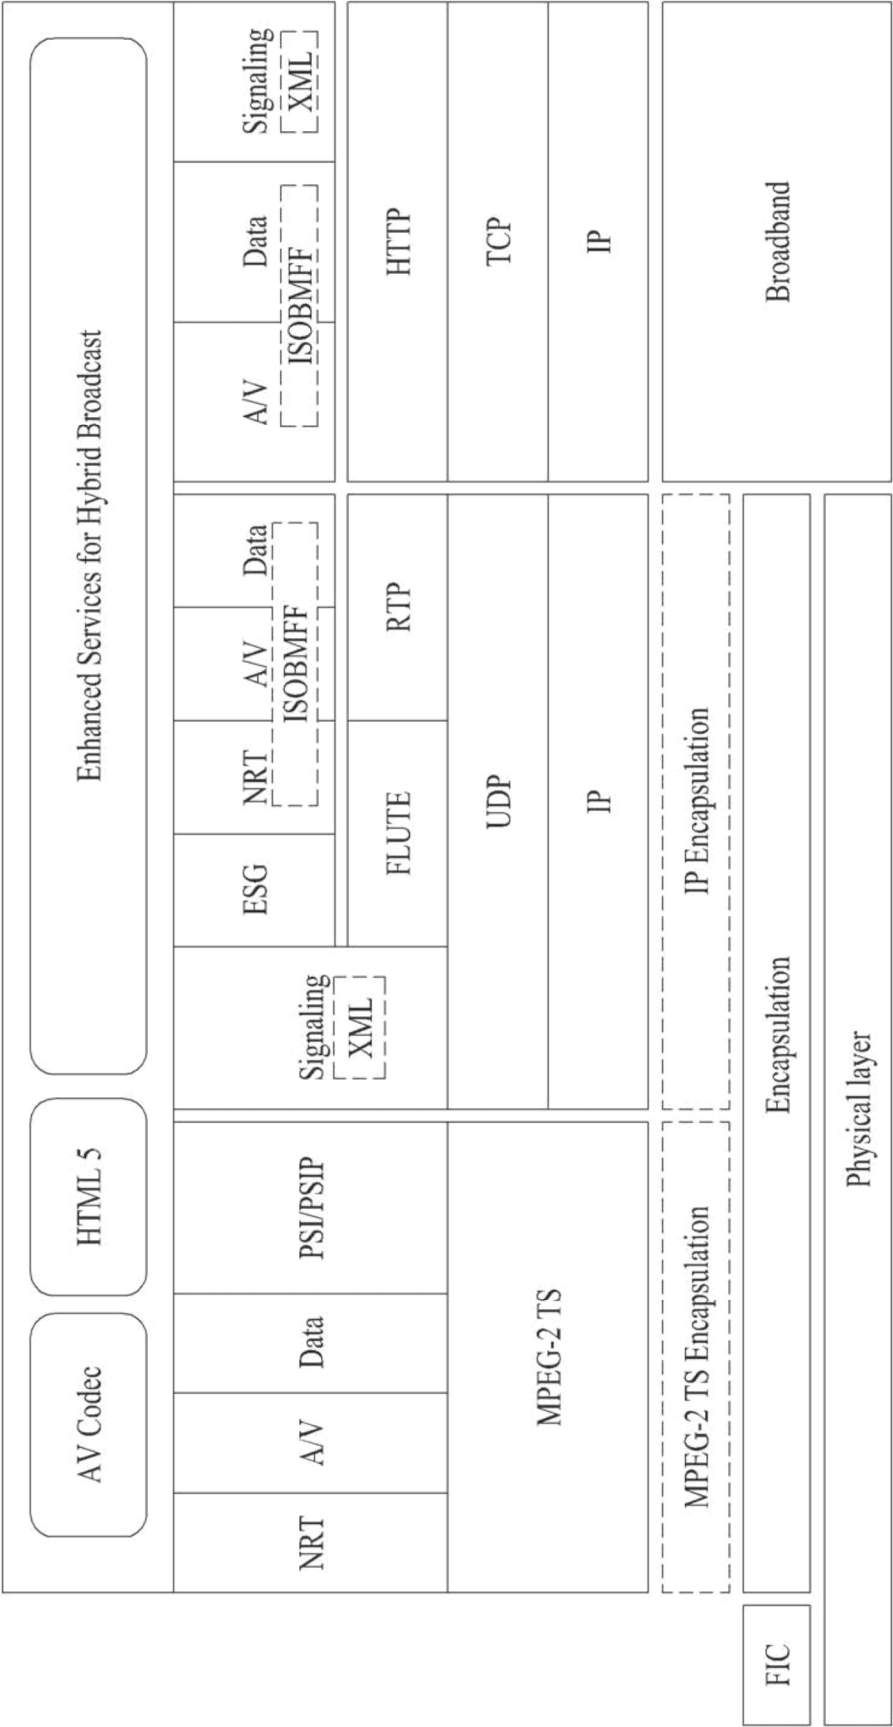 AV Codec
HTML 5
Enhanced Services for Hybrid Broadcast
NRT
A/V
Data
PSI/PSIP
Signaling
XML
ESG
NRT
A/V
Data
ISOBMFF
A/V
Data
ISOBMFF
Signaling
XML
FLUTE
RTP
HTTP
MPEG-2 TS
UDP
TCP
IP
IP
MPEG-2 TS Encapsulation
IP Encapsulation
Broadband
FIC
Encapsulation
Physical layer